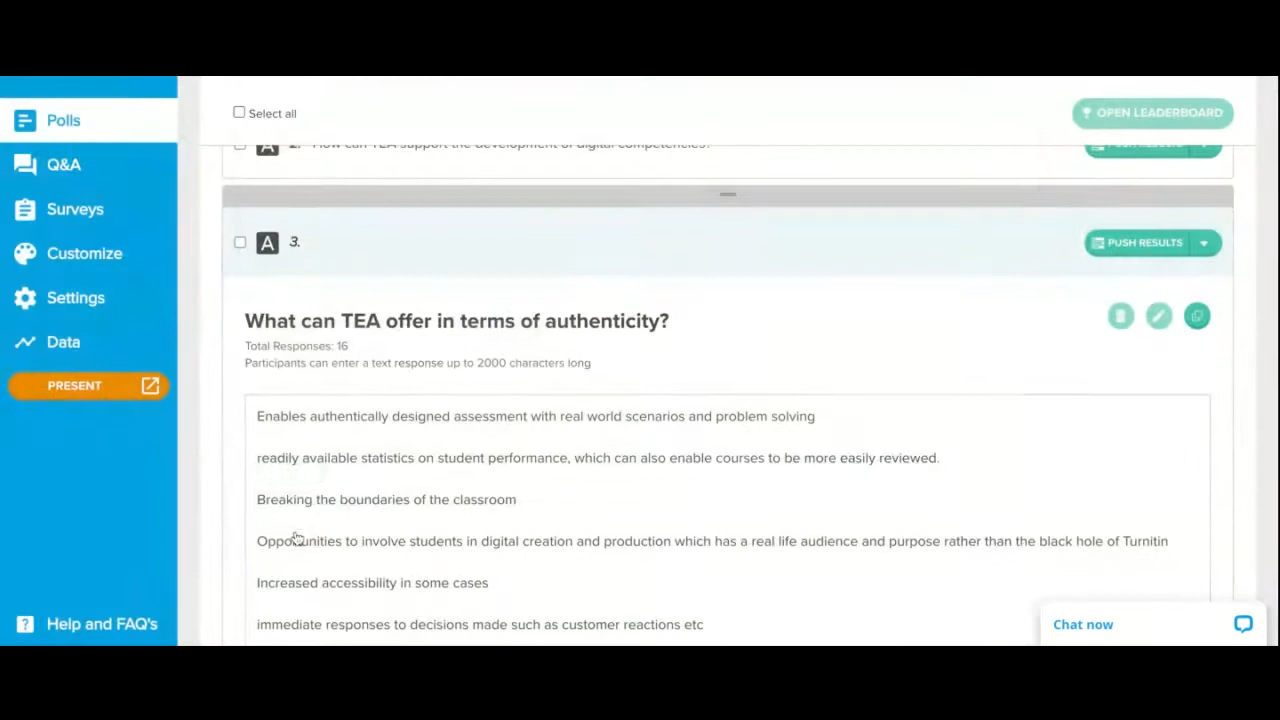 Polls
Q&A
Surveys
Customize
Settings
Data
PRESENT
Help and FAQ's
Select all
OPEN LEADERBOARD
A 2. How can TEA support the development of digital competencies?
PUSH RESULTS
A 3.
PUSH RESULTS
What can TEA offer in terms of authenticity?
Total Responses: 16
Participants can enter a text response up to 2000 characters long
Enables authentically designed assessment with real world scenarios and problem solving
readily available statistics on student performance, which can also enable courses to be more easily reviewed.
Breaking the boundaries of the classroom
Opportunities to involve students in digital creation and production which has a real life audience and purpose rather than the black hole of Turnitin
Increased accessibility in some cases
immediate responses to decisions made such as customer reactions etc
Chat now